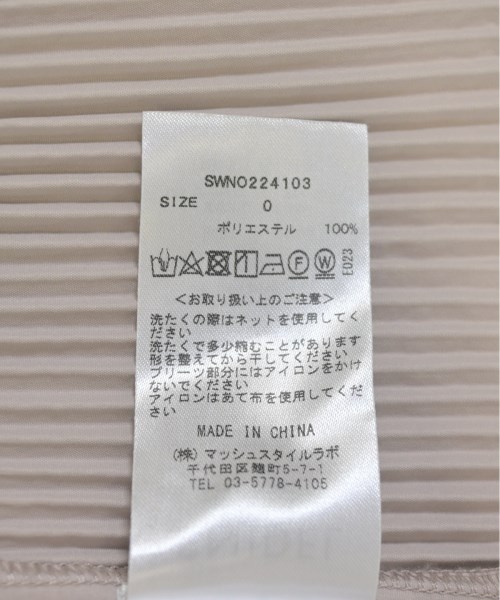 SWNO224103
SIZE 0
ポリエステル 100%
F W E023
<お取り扱い上のご注意>
洗たくの際はネットを使用してく
ださい
洗たくで多少縮むことがあります
形を整えてから干してください
プリーツ部分にはアイロンをかけ
ないでください
アイロンはあて布を使用してくだ
さい
MADE IN CHINA
(株)マッシュスタイルラボ
千代田区麹町5-7-1
TEL 03-5778-4105